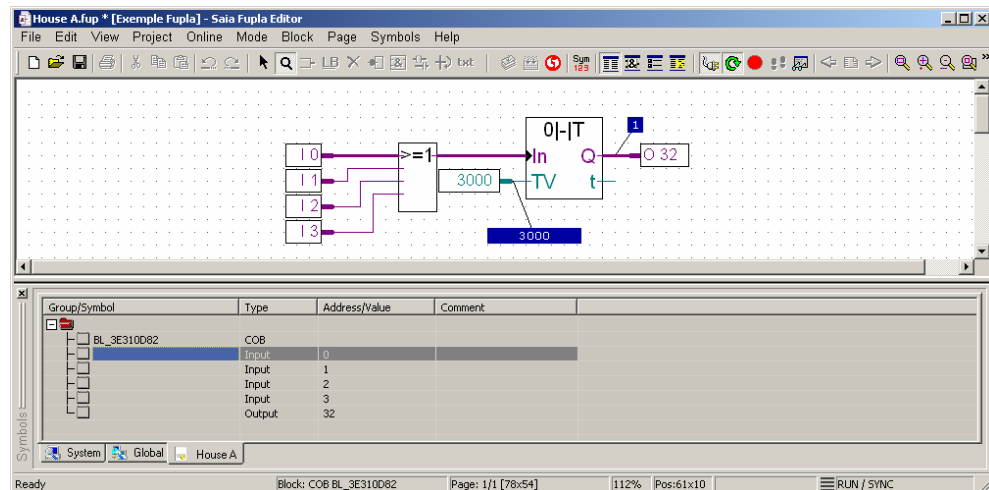 House A.fup * [Exemple Fupla] - Saia Fupla Editor
File Edit View Project Online Mode Block Page Symbols Help
LB txt Sym 123
0|-|T
1
I 0 >=1 In Q O 32
I 1 3000 TV t
I 2
3000
I 3
Group/Symbol Type Address/Value Comment
BL_3E310D82 COB
Input 0
Input 1
Input 2
Input 3
Output 32
Symbols
System Global House A
Ready Block: COB BL_3E310D82 Page: 1/1 [78x54] 112% Pos:61x10 RUN / SYNC